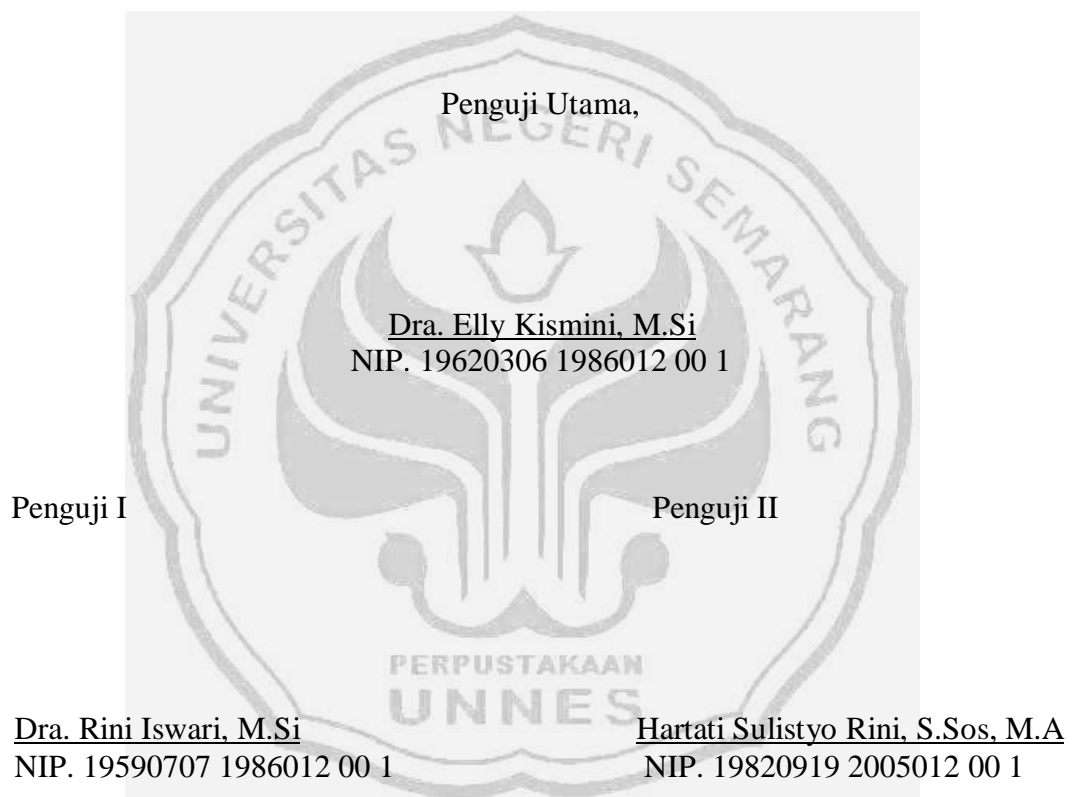 Penguji Utama,
UNIVERSITAS NEGERI SEMARANG
Dra. Elly Kismini, M.Si
NIP. 19620306 1986012 00 1
Penguji I Penguji II
PERPUSTAKAAN
UNNES
Dra. Rini Iswari, M.Si Hartati Sulistyo Rini, S.Sos, M.A
NIP. 19590707 1986012 00 1 NIP. 19820919 2005012 00 1